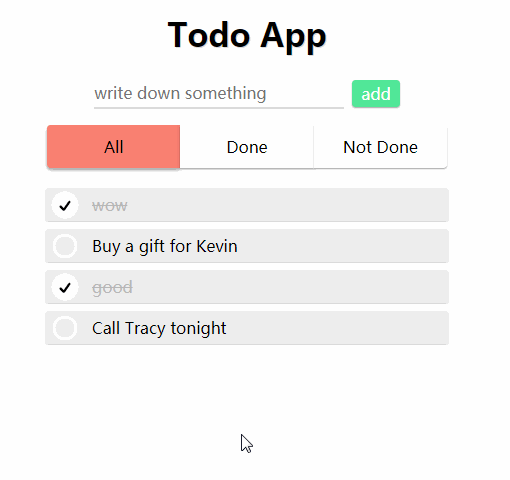 Todo App
write down something add
All Done Not Done
wow
Buy a gift for Kevin
good
Call Tracy tonight